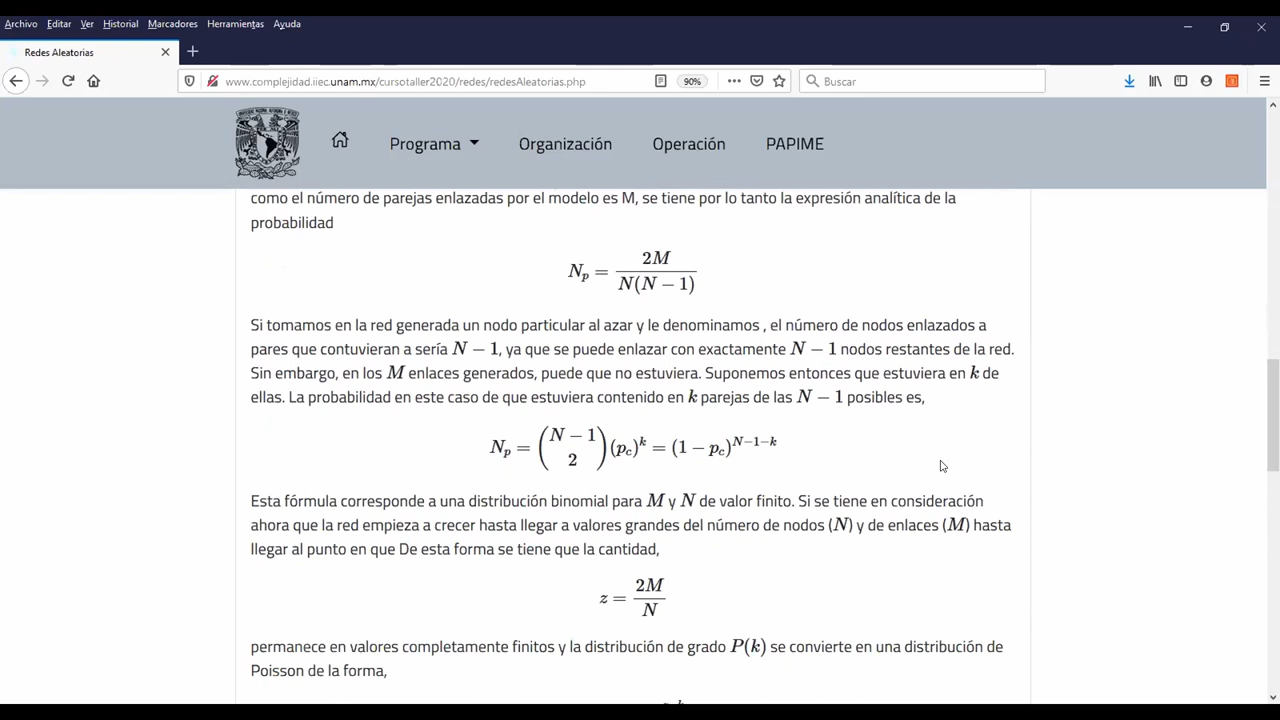 Archivo Editar Ver Historial Marcadores Herramientas Ayuda
Redes Aleatorias
www.complejidad.iiec.unam.mx/cursotaller2020/redes/redesAleatorias.php 90% Buscar
Programa Organización Operación PAPIME
como el número de parejas enlazadas por el modelo es M, se tiene por lo tanto la expresión analítica de la
probabilidad
N_p = \frac{2M}{N(N − 1)}
Si tomamos en la red generada un nodo particular al azar y le denominamos , el número de nodos enlazados a
pares que contuvieran a sería N − 1, ya que se puede enlazar con exactamente N − 1 nodos restantes de la red.
Sin embargo, en los M enlaces generados, puede que no estuviera. Suponemos entonces que estuviera en k de
ellas. La probabilidad en este caso de que estuviera contenido en k parejas de las N − 1 posibles es,
N_p = \binom{N − 1}{2} (p_c)^k = (1 − p_c)^{N−1−k}
Esta fórmula corresponde a una distribución binomial para M y N de valor finito. Si se tiene en consideración
ahora que la red empieza a crecer hasta llegar a valores grandes del número de nodos (N) y de enlaces (M) hasta
llegar al punto en que De esta forma se tiene que la cantidad,
z = \frac{2M}{N}
permanece en valores completamente finitos y la distribución de grado P(k) se convierte en una distribución de
Poisson de la forma,